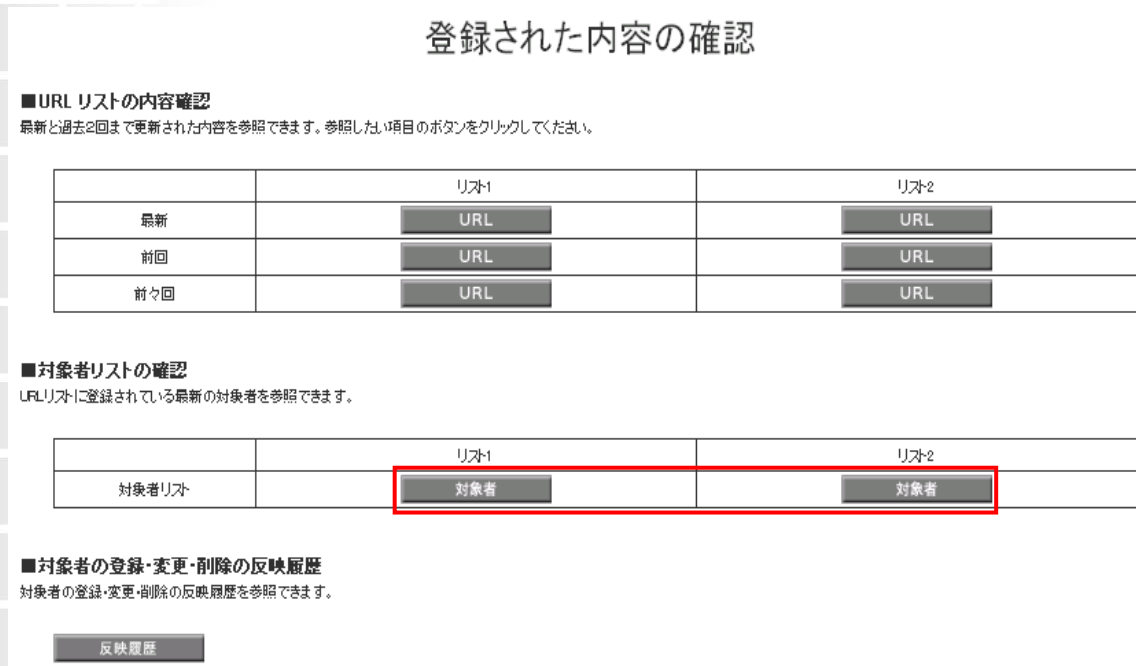 登録された内容の確認
■URL リストの内容確認
最新と過去2回まで更新された内容を参照できます。参照したい項目のボタンをクリックしてください。
リスト1 リスト2
最新 URL URL
前回 URL URL
前々回 URL URL
■対象者リストの確認
URLリストに登録されている最新の対象者を参照できます。
リスト1 リスト2
対象者リスト 対象者 対象者
■対象者の登録・変更・削除の反映履歴
対象者の登録・変更・削除の反映履歴を参照できます。
反映履歴